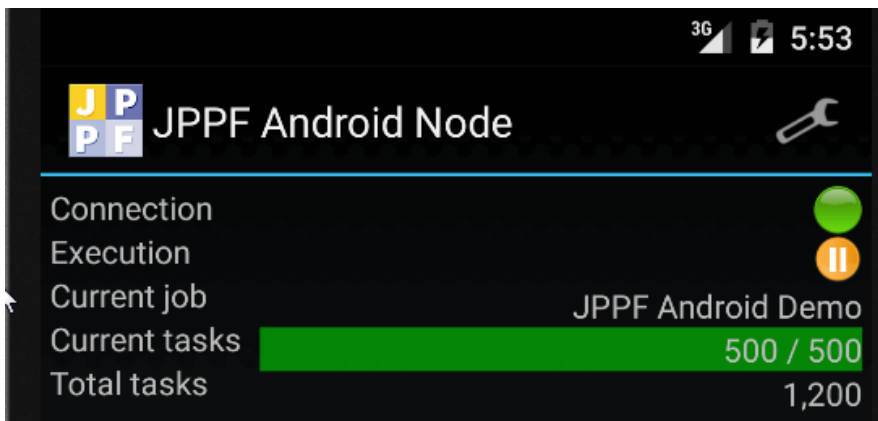 3G 5:53
J P
P F
JPPF Android Node
Connection
Execution
Current job JPPF Android Demo
Current tasks 500 / 500
Total tasks 1,200